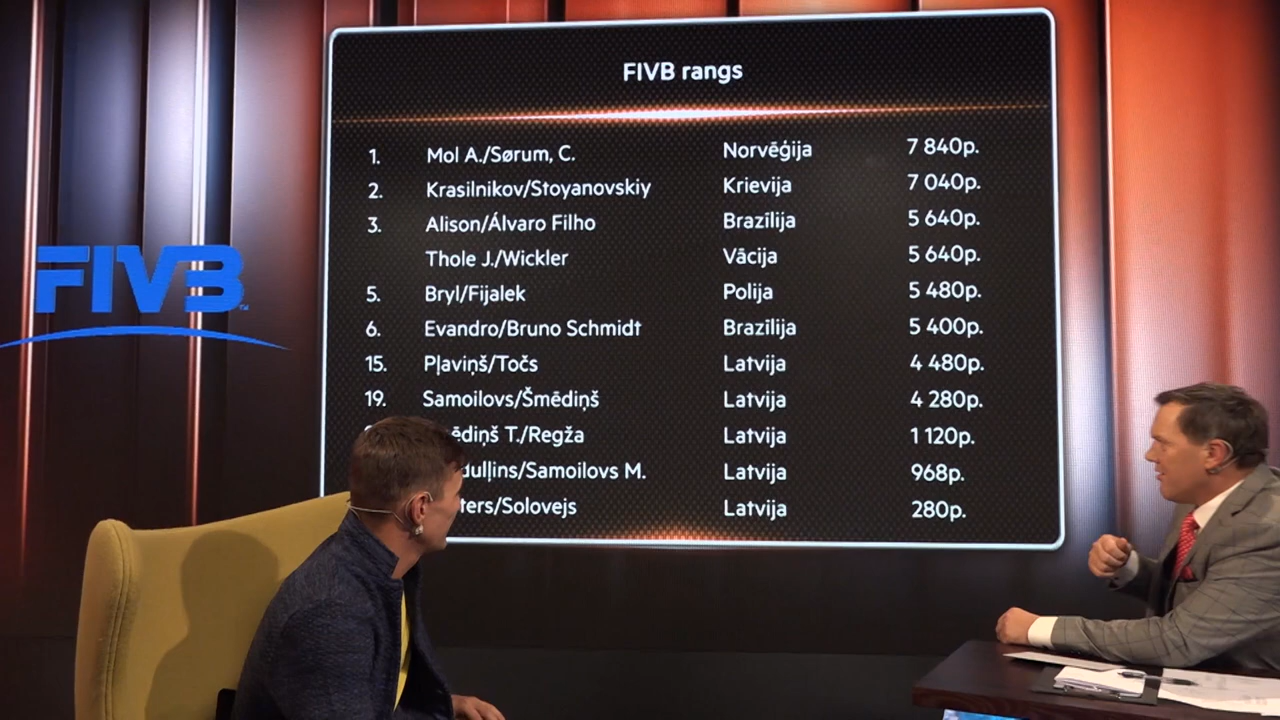 FIVB rangs
1. Mol A./Sørum, C. Norvēģija 7 840p.
2. Krasilnikov/Stoyanovskiy Krievija 7 040p.
3. Alison/Álvaro Filho Brazīlija 5 640p.
Thole J./Wickler Vācija 5 640p.
5. Bryl/Fijalek Polija 5 480p.
6. Evandro/Bruno Schmidt Brazīlija 5 400p.
15. Pļaviņš/Točs Latvija 4 480p.
19. Samoilovs/Šmēdiņš Latvija 4 280p.
T./Regža Latvija 1 120p.
Samoilovs M. Latvija 968p.
Solovejs Latvija 280p.
FIVB